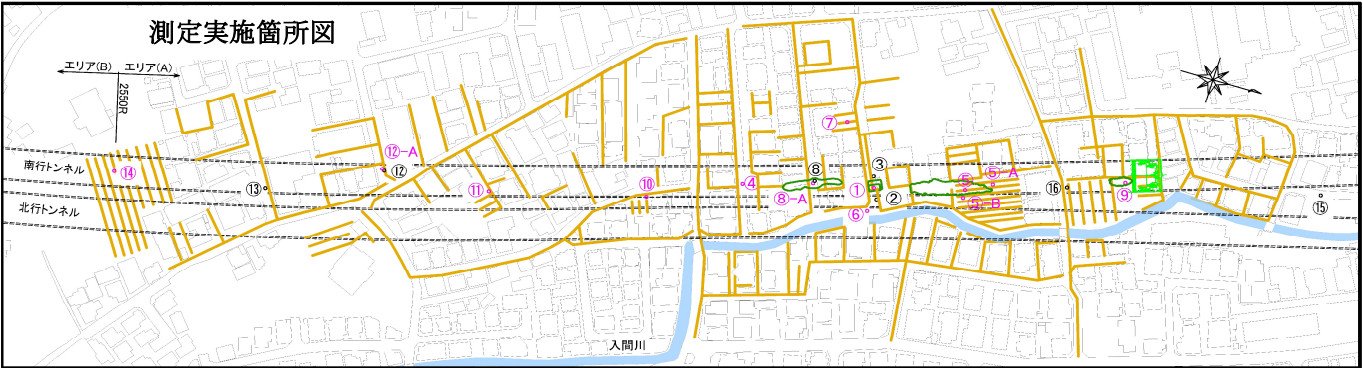 測定実施箇所図
エリア(B) エリア(A)
2550R
南行トンネル
北行トンネル
⑭
⑬
⑫-A
⑫
⑪
⑩
④
⑦
⑧
⑧-A
③
①
②
⑥
⑤
⑤-A
⑤-B
⑯
⑨
⑮
入間川